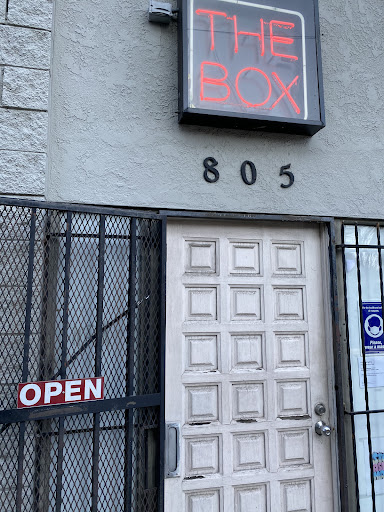 THE
BOX
805
OPEN
Please,